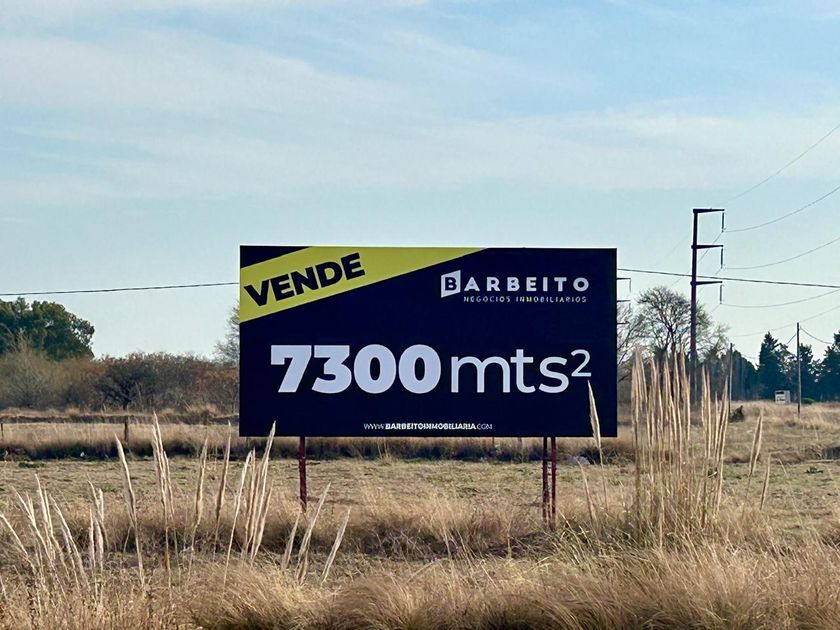 VENDE
BARBEITO
NEGOCIOS INMOBILIARIOS
7300 mts²
WWW.BARBEITOINMOBILIARIA.COM